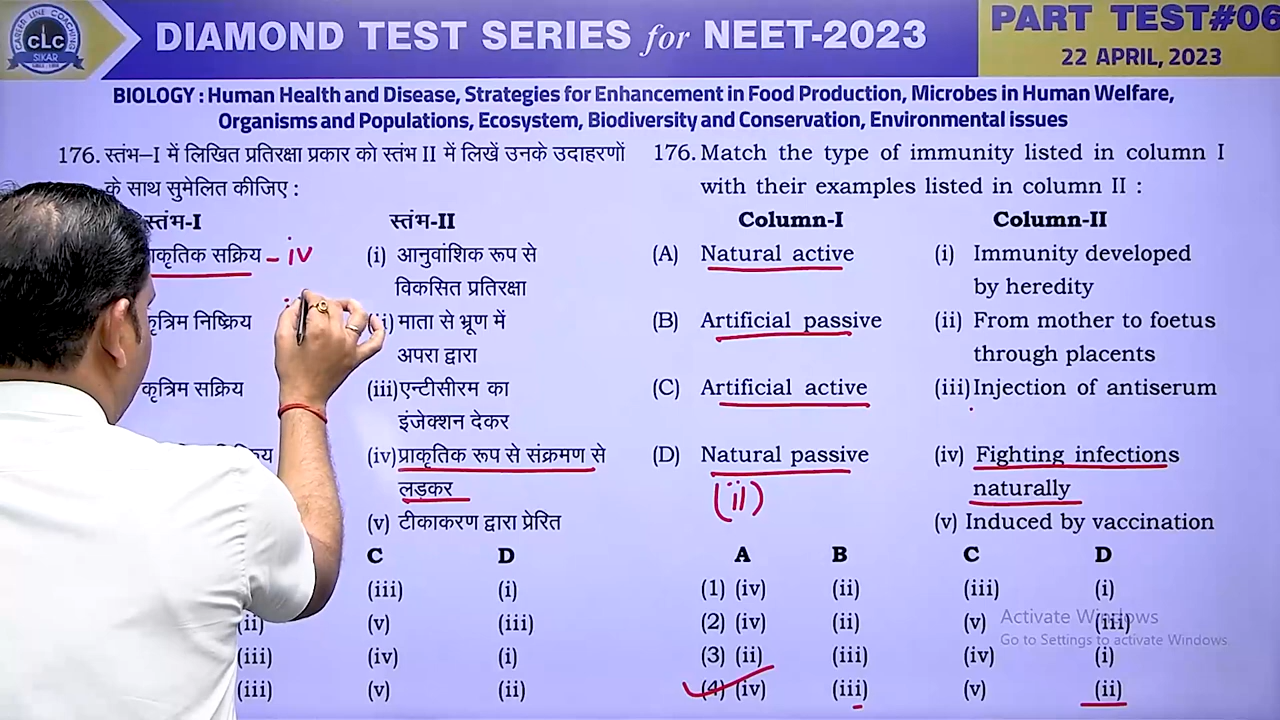 CAREER LINE COACHING
CLC
SIKAR
DIAMOND TEST SERIES for NEET-2023
PART TEST#06
22 APRIL, 2023
BIOLOGY : Human Health and Disease, Strategies for Enhancement in Food Production, Microbes in Human Welfare,
Organisms and Populations, Ecosystem, Biodiversity and Conservation, Environmental issues
176. स्तंभ–I में लिखित प्रतिरक्षा प्रकार को स्तंभ II में लिखें उनके उदाहरणों
के साथ सुमेलित कीजिए :
स्तंभ-I स्तंभ-II
सक्रिय – iv (i) आनुवांशिक रूप से
विकसित प्रतिरक्षा
निष्क्रिय माता से भ्रूण में
अपरा द्वारा
कृत्रिम सक्रिय (iii) एन्टीसीरम का
इंजेक्शन देकर
(iv) प्राकृतिक रूप से संक्रमण से
लड़कर
(v) टीकाकरण द्वारा प्रेरित
C D
(iii) (i)
(ii) (v) (iii)
(iii) (iv) (i)
(iii) (v) (ii)
176. Match the type of immunity listed in column I
with their examples listed in column II :
Column-I Column-II
(A) Natural active (i) Immunity developed
by heredity
(B) Artificial passive (ii) From mother to foetus
through placents
(C) Artificial active (iii) Injection of antiserum
(D) Natural passive (iv) Fighting infections
(ii) naturally
(v) Induced by vaccination
A B C D
(1) (iv) (ii) (iii) (i)
(2) (iv) (ii) (v) (iii)
(3) (ii) (iii) (iv) (i)
(4) (iv) (iii) (v) (ii)
Activate Windows
Go to Settings to activate Windows.